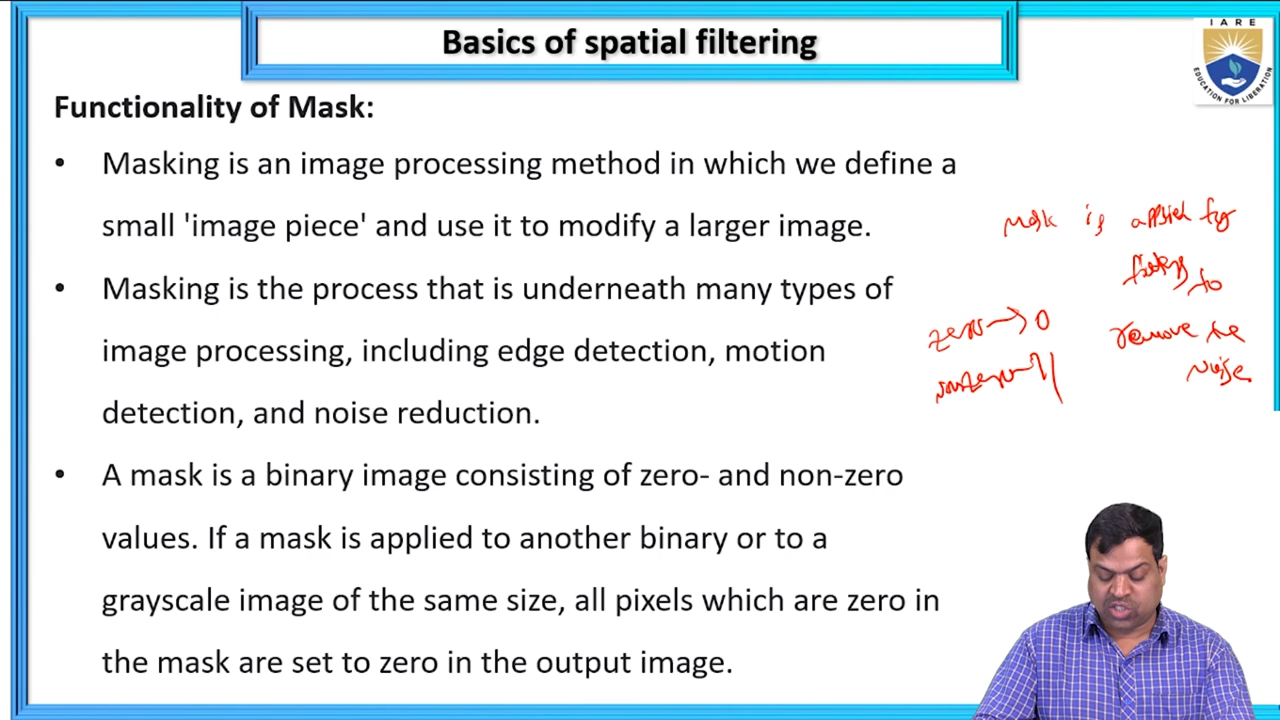 Basics of spatial filtering
IARE
EDUCATION FOR LIBERATION
Functionality of Mask:
• Masking is an image processing method in which we define a
small 'image piece' and use it to modify a larger image.
• Masking is the process that is underneath many types of
image processing, including edge detection, motion
detection, and noise reduction.
• A mask is a binary image consisting of zero- and non-zero
values. If a mask is applied to another binary or to a
grayscale image of the same size, all pixels which are zero in
the mask are set to zero in the output image.
mask is applied for
to
remove the
noise
zero → 0
nonzero → 1